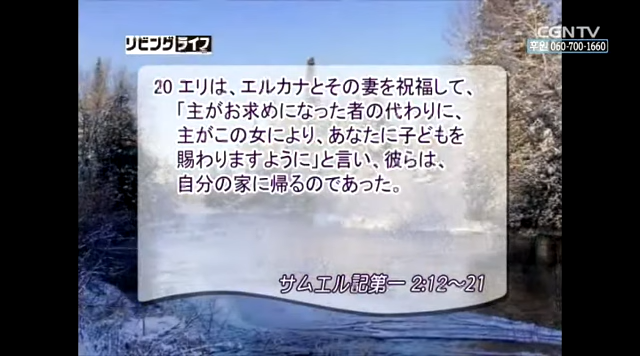 CGNTV
후원 060-700-1660
リビングライフ
20 エリは、エルカナとその妻を祝福して、
「主がお求めになった者の代わりに、
主がこの女により、あなたに子どもを
賜わりますように」と言い、彼らは、
自分の家に帰るのであった。
サムエル記第一 2:12～21